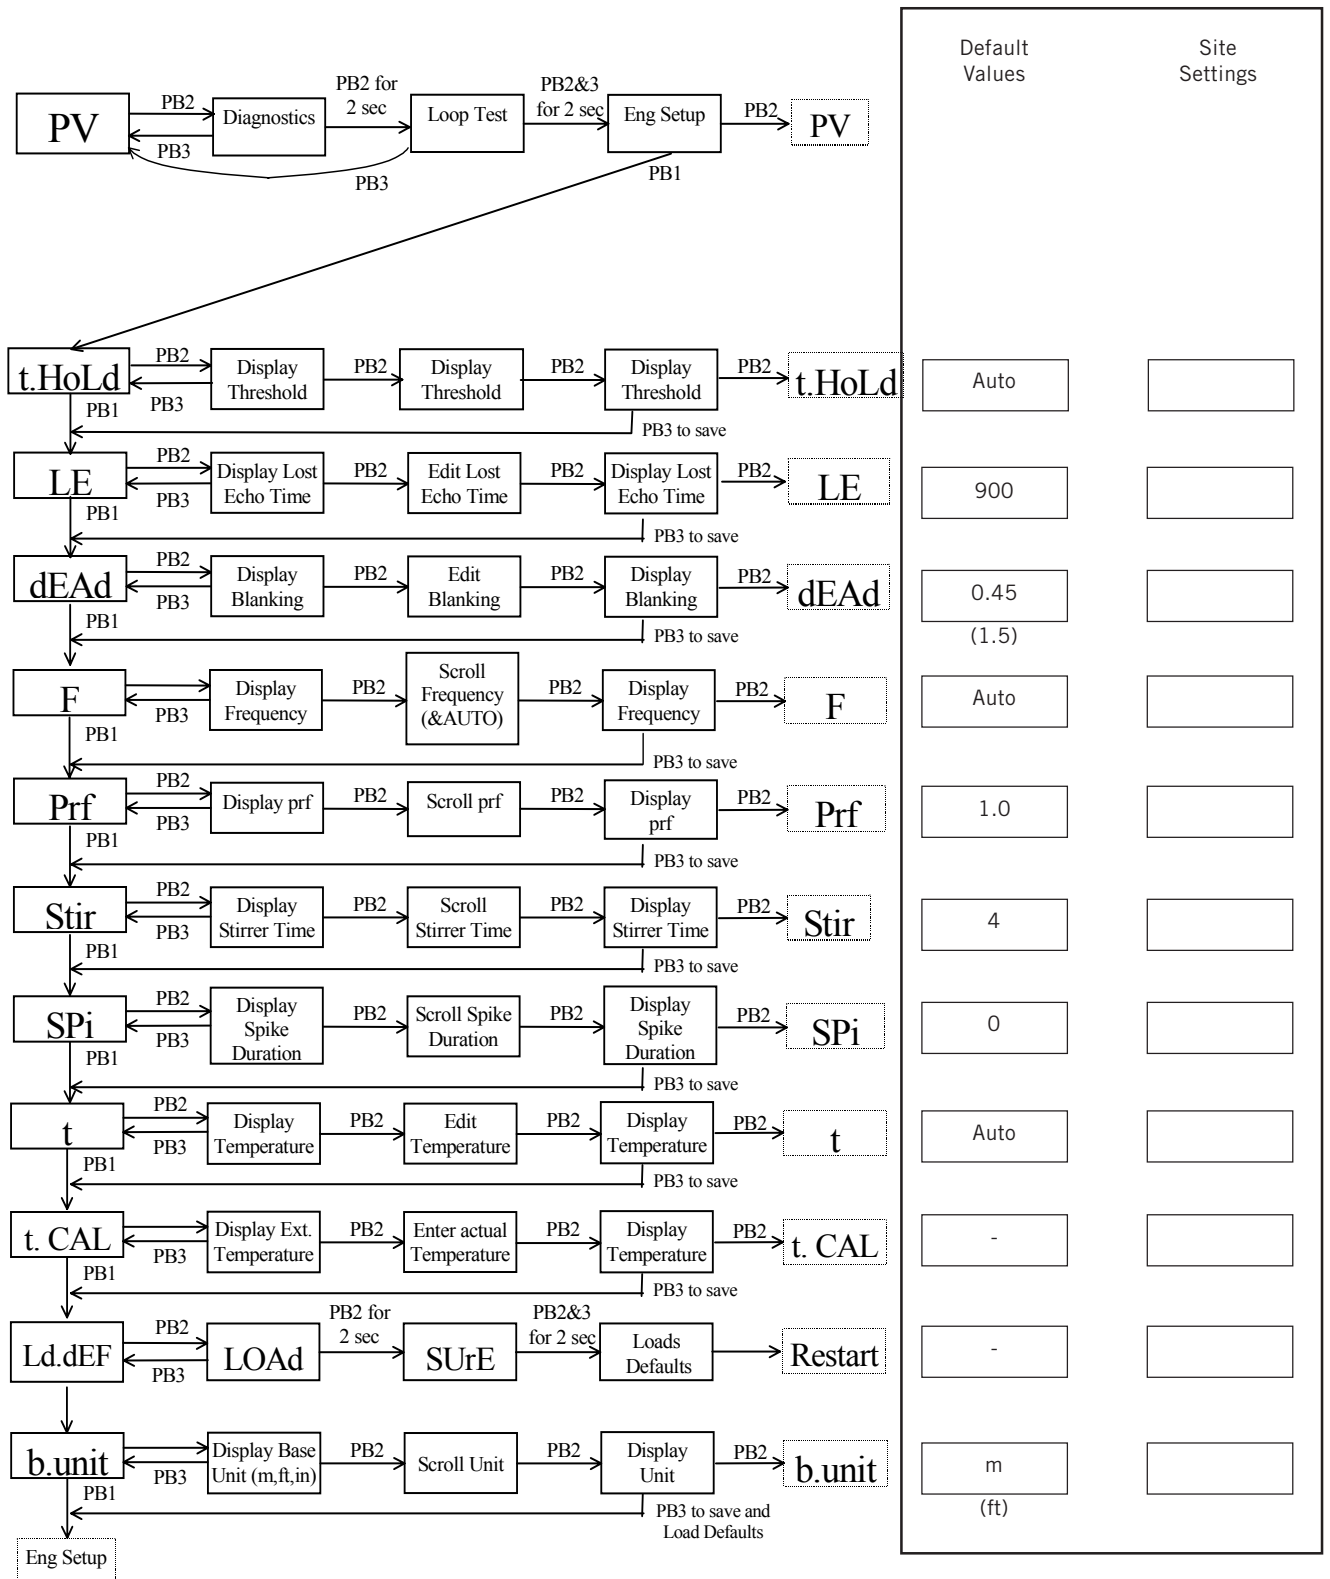 Default
Values
Site
Settings
PV
PB2
PB3
Diagnostics
PB2 for
2 sec
Loop Test
PB3
PB2&3
for 2 sec
Eng Setup
PB1
PB2
PV
t.HoLd
PB2
PB3
PB1
Display
Threshold
PB2
Display
Threshold
PB2
Display
Threshold
PB2
t.HoLd
PB3 to save
Auto
LE
PB2
PB3
PB1
Display Lost
Echo Time
PB2
Edit Lost
Echo Time
PB2
Display Lost
Echo Time
PB2
LE
PB3 to save
900
dEAd
PB2
PB3
PB1
Display
Blanking
PB2
Edit
Blanking
PB2
Display
Blanking
PB2
dEAd
PB3 to save
0.45
(1.5)
F
PB3
PB1
Display
Frequency
PB2
Scroll
Frequency
(&AUTO)
PB2
Display
Frequency
PB2
F
PB3 to save
Auto
Prf
PB2
PB3
PB1
Display prf
PB2
Scroll prf
PB2
Display
prf
PB2
Prf
PB3 to save
1.0
Stir
PB2
PB3
PB1
Display
Stirrer Time
PB2
Scroll
Stirrer Time
PB2
Display
Stirrer Time
PB2
Stir
PB3 to save
4
SPi
PB2
PB3
PB1
Display
Spike
Duration
PB2
Scroll Spike
Duration
PB2
Display
Spike
Duration
PB2
SPi
PB3 to save
0
t
PB2
PB3
PB1
Display
Temperature
PB2
Edit
Temperature
PB2
Display
Temperature
PB2
t
PB3 to save
Auto
t. CAL
PB3
PB1
Display Ext.
Temperature
PB2
Enter actual
Temperature
PB2
Display
Temperature
PB2
t. CAL
PB3 to save
-
Ld.dEF
PB2
PB3
LOAd
PB2 for
2 sec
SUrE
PB2&3
for 2 sec
Loads
Defaults
Restart
-
b.unit
PB3
PB1
Display Base
Unit (m,ft,in)
PB2
Scroll Unit
PB2
Display
Unit
PB2
b.unit
PB3 to save and
Load Defaults
m
(ft)
Eng Setup